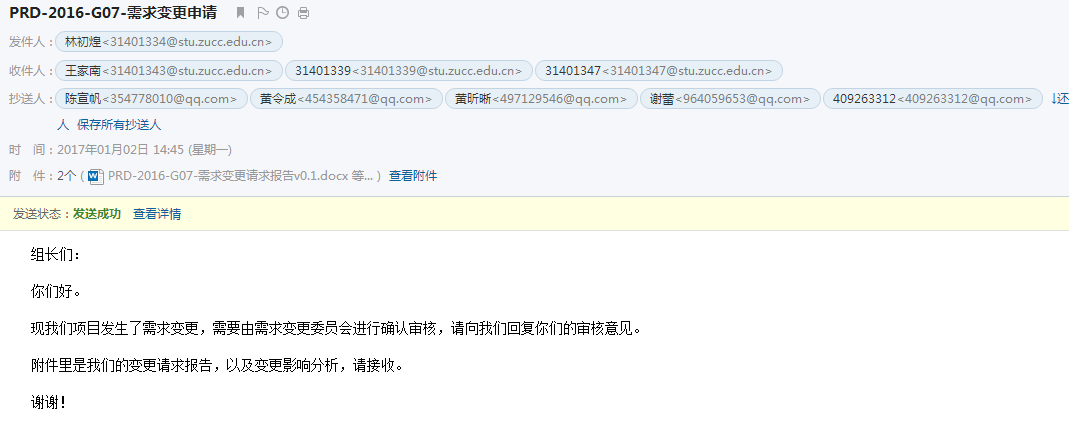 PRD-2016-G07-需求变更申请
发件人：林初煌<31401334@stu.zucc.edu.cn>
收件人：王家南<31401343@stu.zucc.edu.cn> 31401339<31401339@stu.zucc.edu.cn> 31401347<31401347@stu.zucc.edu.cn>
抄送人：陈宣帆<354778010@qq.com> 黄令成<454358471@qq.com> 黄昕晰<497129546@qq.com> 谢蕾<964059653@qq.com> 409263312<409263312@qq.com> ↓还
人 保存所有抄送人
时 间：2017年01月02日 14:45 (星期一)
附 件：2个 ( PRD-2016-G07-需求变更请求报告v0.1.docx 等... ) 查看附件
发送状态：发送成功 查看详情
组长们：
你们好。
现我们项目发生了需求变更，需要由需求变更委员会进行确认审核，请向我们回复你们的审核意见。
附件里是我们的变更请求报告，以及变更影响分析，请接收。
谢谢！